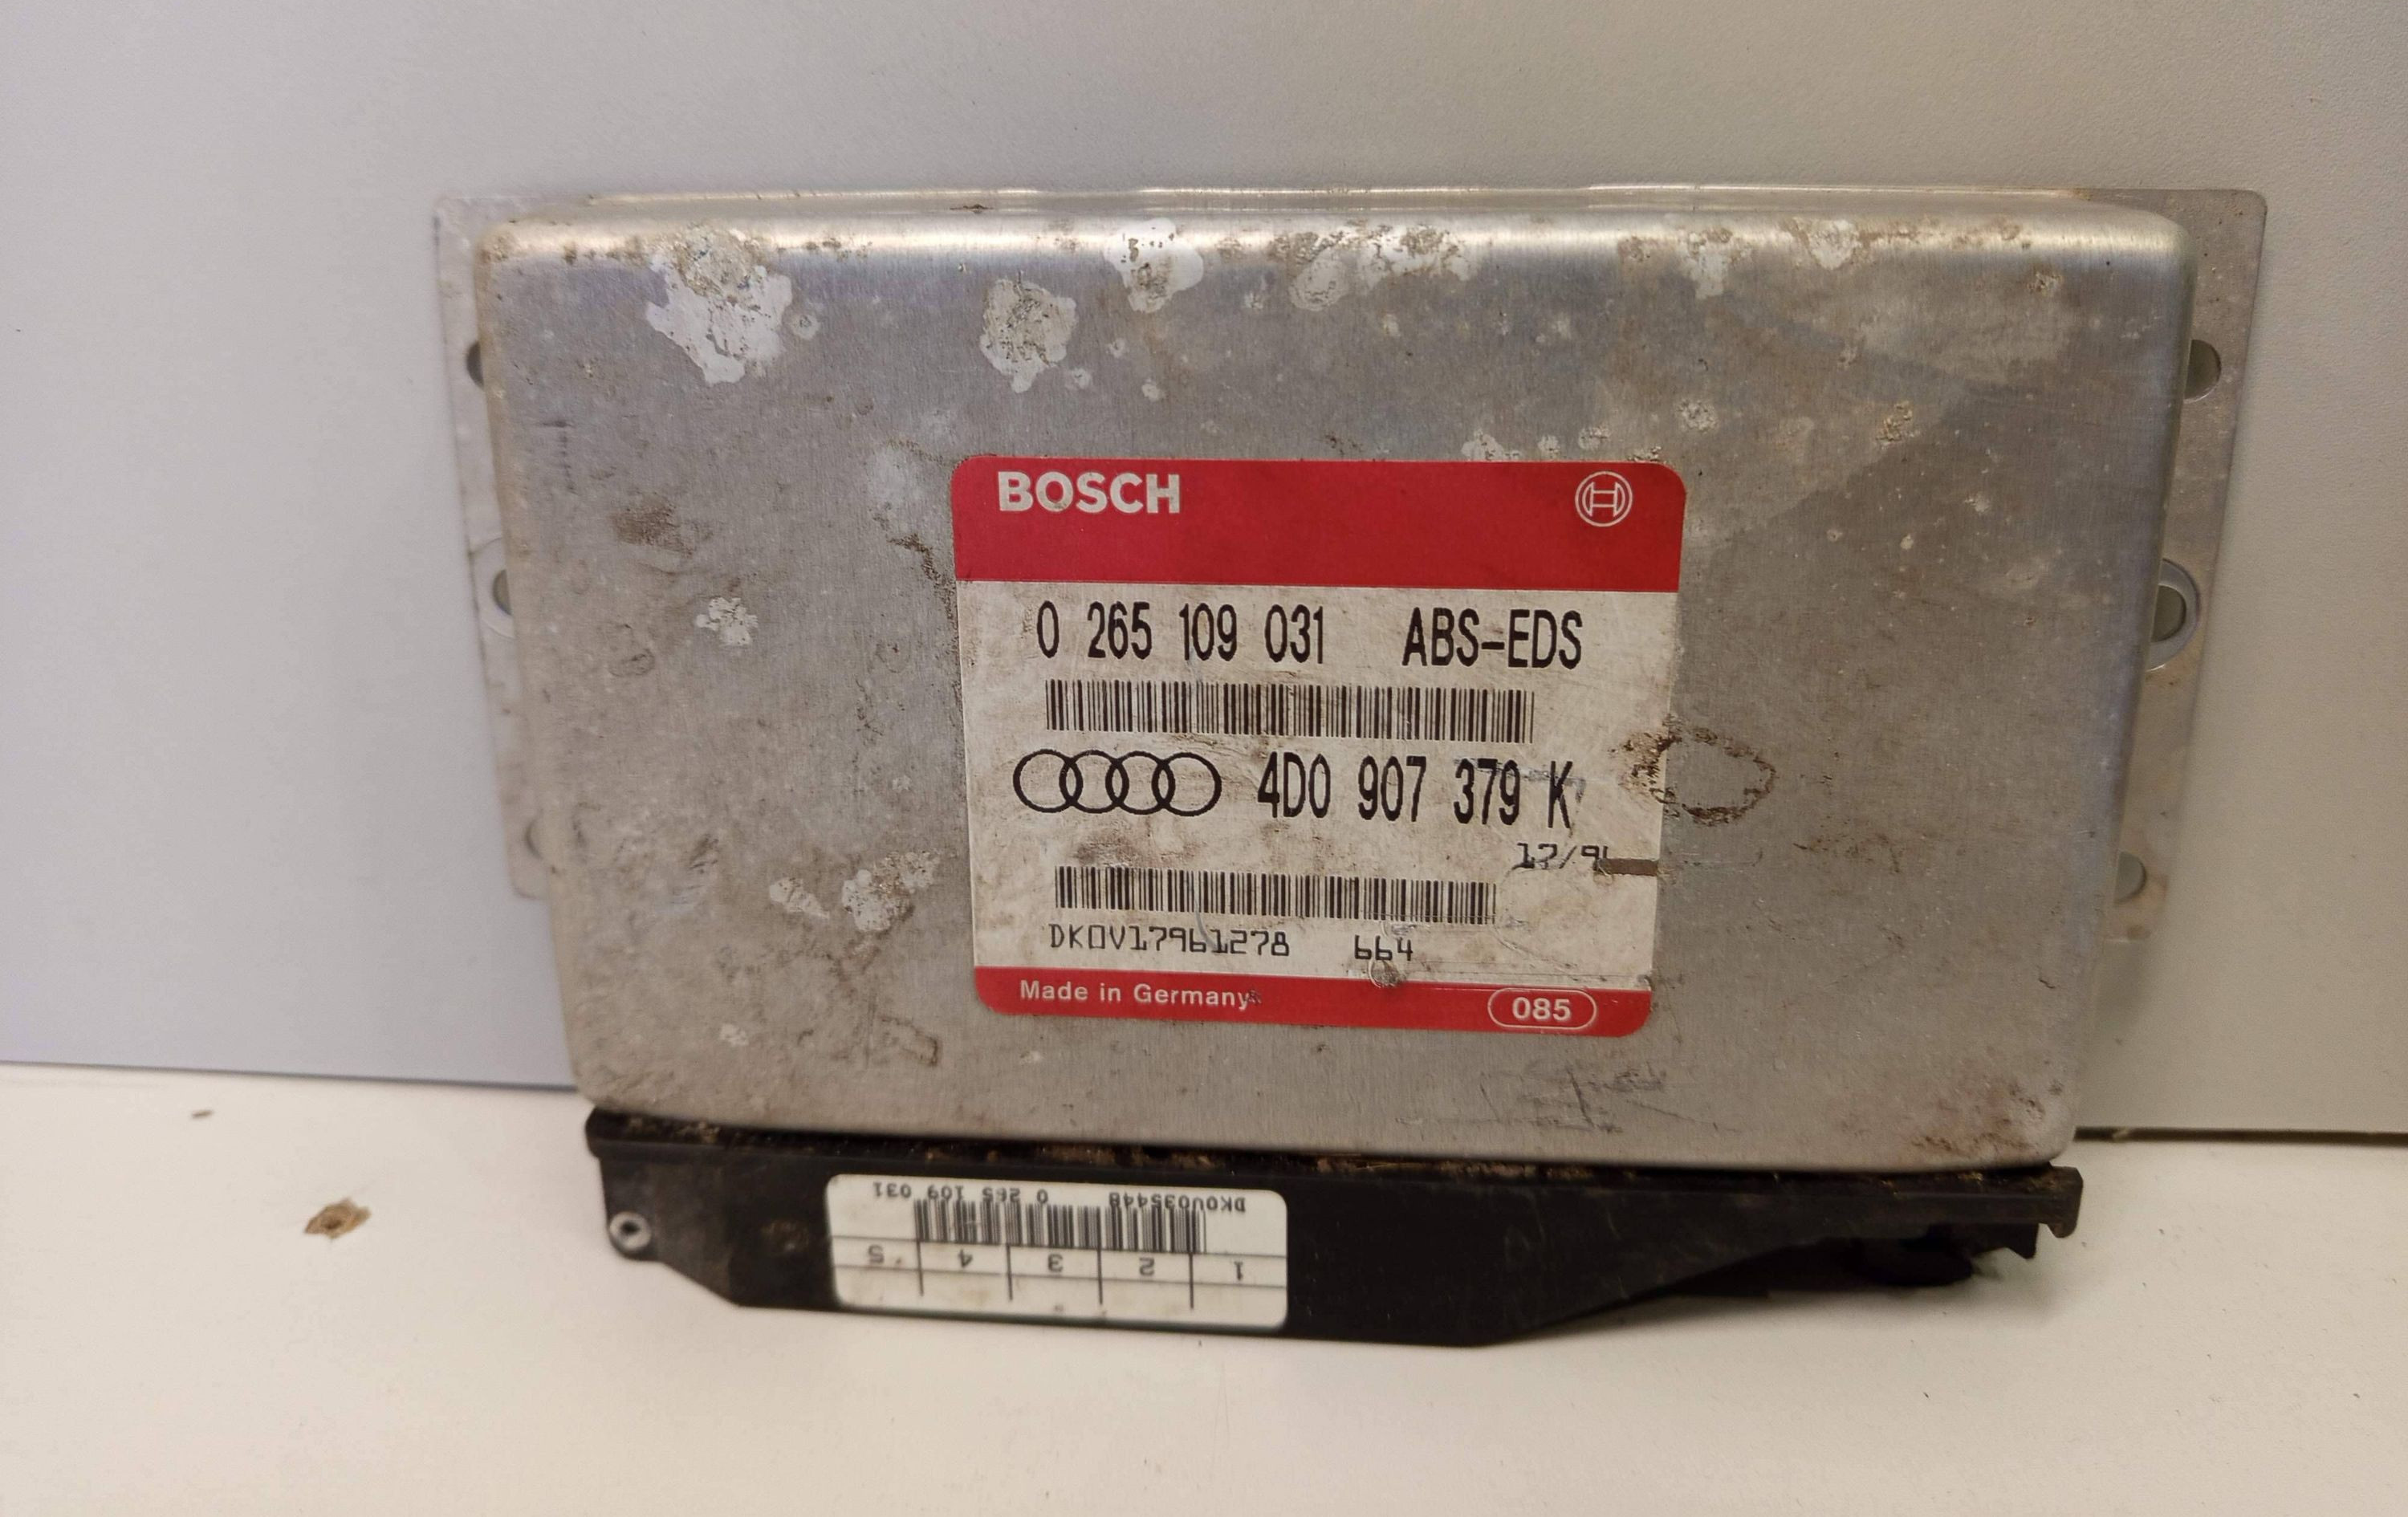 BOSCH
0 265 109 031 ABS-EDS
4D0 907 379 K
DK0V17961278 664
Made in Germany 085
DK0V035448 0 265 109 031
1 2 3 4 5